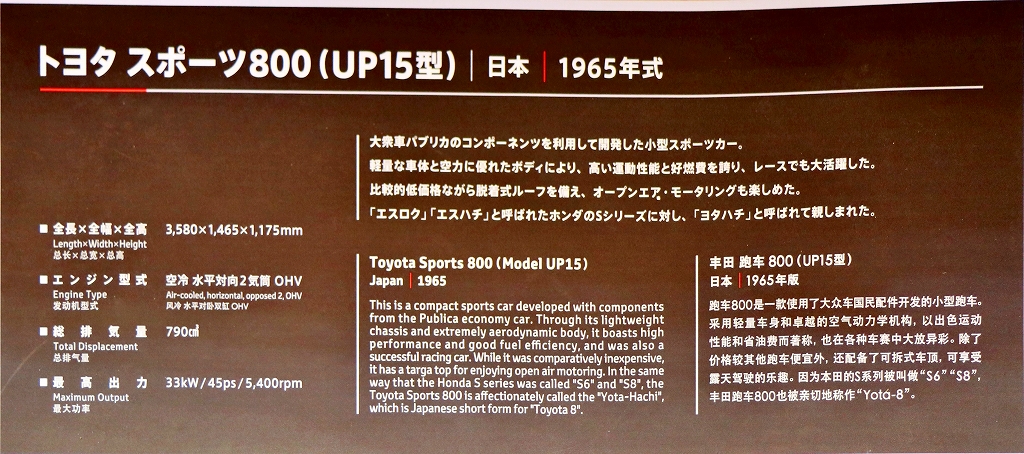 トヨタ スポーツ800（UP15型） 日本 1965年式
大衆車パブリカのコンポーネンツを利用して開発した小型スポーツカー。
軽量な車体と空力に優れたボディにより、高い運動性能と好燃費を誇り、レースでも大活躍した。
比較的低価格ながら脱着式ルーフを備え、オープンエア・モータリングも楽しめた。
「エスロク」「エスハチ」と呼ばれたホンダのSシリーズに対し、「ヨタハチ」と呼ばれて親しまれた。
■ 全長×全幅×全高 3,580×1,465×1,175mm
Length×Width×Height
总长×总宽×总高
■ エンジン型式 空冷 水平対向2気筒 OHV
Engine Type Air-cooled, horizontal, opposed 2, OHV
发动机型式 风冷 水平对卧双缸 OHV
■ 総排気量 790㎤
Total Displacement
总排气量
■ 最高出力 33kW/45ps/5,400rpm
Maximum Output
最大功率
Toyota Sports 800 (Model UP15)
Japan 1965
This is a compact sports car developed with components
from the Publica economy car. Through its lightweight
chassis and extremely aerodynamic body, it boasts high
performance and good fuel efficiency, and was also a
successful racing car. While it was comparatively inexpensive,
it has a targa top for enjoying open air motoring. In the same
way that the Honda S series was called "S6" and "S8", the
Toyota Sports 800 is affectionately called the "Yota-Hachi",
which is Japanese short form for "Toyota 8".
丰田 跑车 800 (UP15型)
日本 1965年版
跑车800是一款使用了大众车国民配件开发的小型跑车。
采用轻量车身和卓越的空气动力学机构，以出色运动
性能和省油费而著称，也在各种车赛中大放异彩。除了
价格较其他跑车便宜外，还配备了可拆式车顶，可享受
露天驾驶的乐趣。因为本田的S系列被叫做“S6”“S8”，
丰田跑车800也被亲切地称作“Yotá-8”。